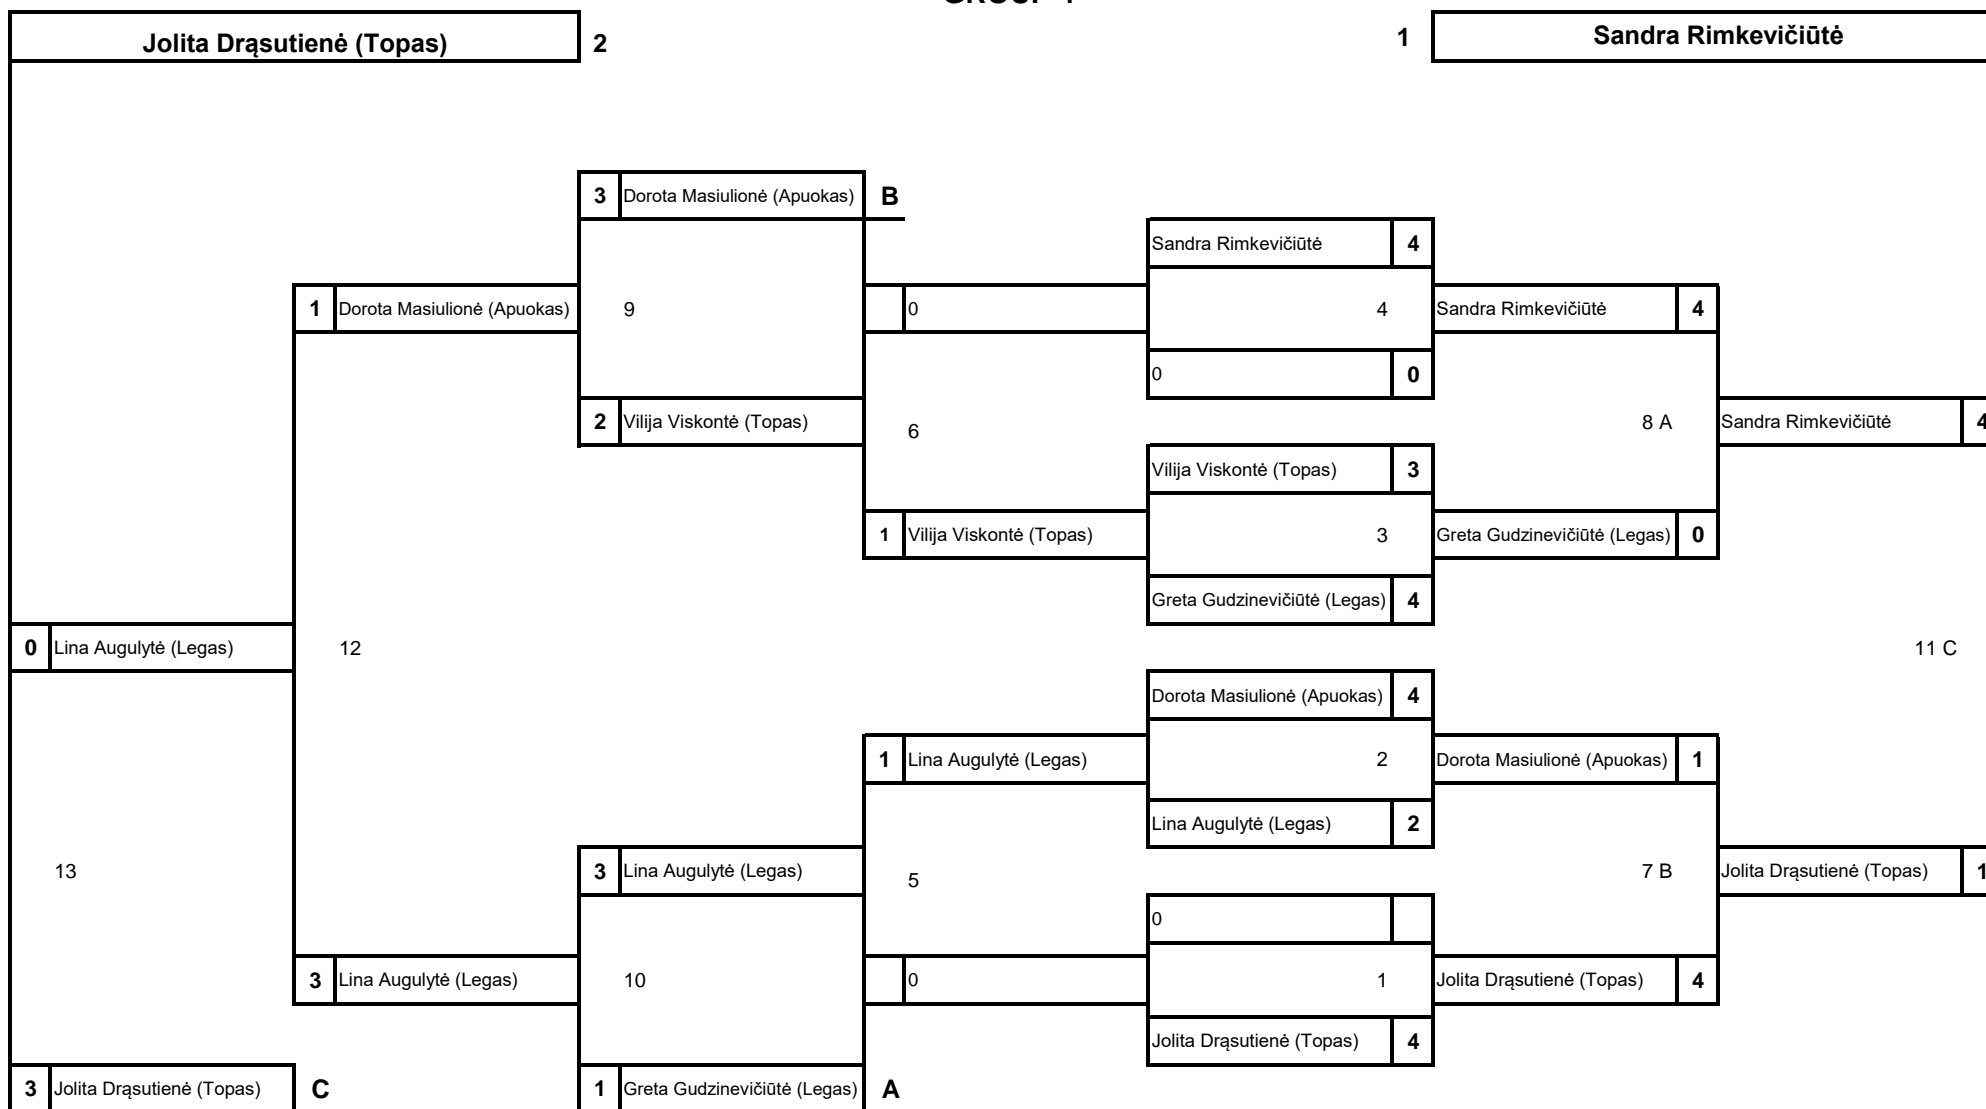 Jolita Drąsutienė (Topas) 2 1 Sandra Rimkevičiūtė
3 Dorota Masiulionė (Apuokas) B
Sandra Rimkevičiūtė 4
1 Dorota Masiulionė (Apuokas) 9 0 4 Sandra Rimkevičiūtė 4
0 0
2 Vilija Viskontė (Topas) 6 8 A Sandra Rimkevičiūtė 4
Vilija Viskontė (Topas) 3
1 Vilija Viskontė (Topas) 3 Greta Gudzinevičiūtė (Legas) 0
Greta Gudzinevičiūtė (Legas) 4
0 Lina Augulytė (Legas) 12 11 C
Dorota Masiulionė (Apuokas) 4
1 Lina Augulytė (Legas) 2 Dorota Masiulionė (Apuokas) 1
Lina Augulytė (Legas) 2
13 3 Lina Augulytė (Legas) 5 7 B Jolita Drąsutienė (Topas) 1
0
3 Lina Augulytė (Legas) 10 0 1 Jolita Drąsutienė (Topas) 4
Jolita Drąsutienė (Topas) 4
3 Jolita Drąsutienė (Topas) C 1 Greta Gudzinevičiūtė (Legas) A